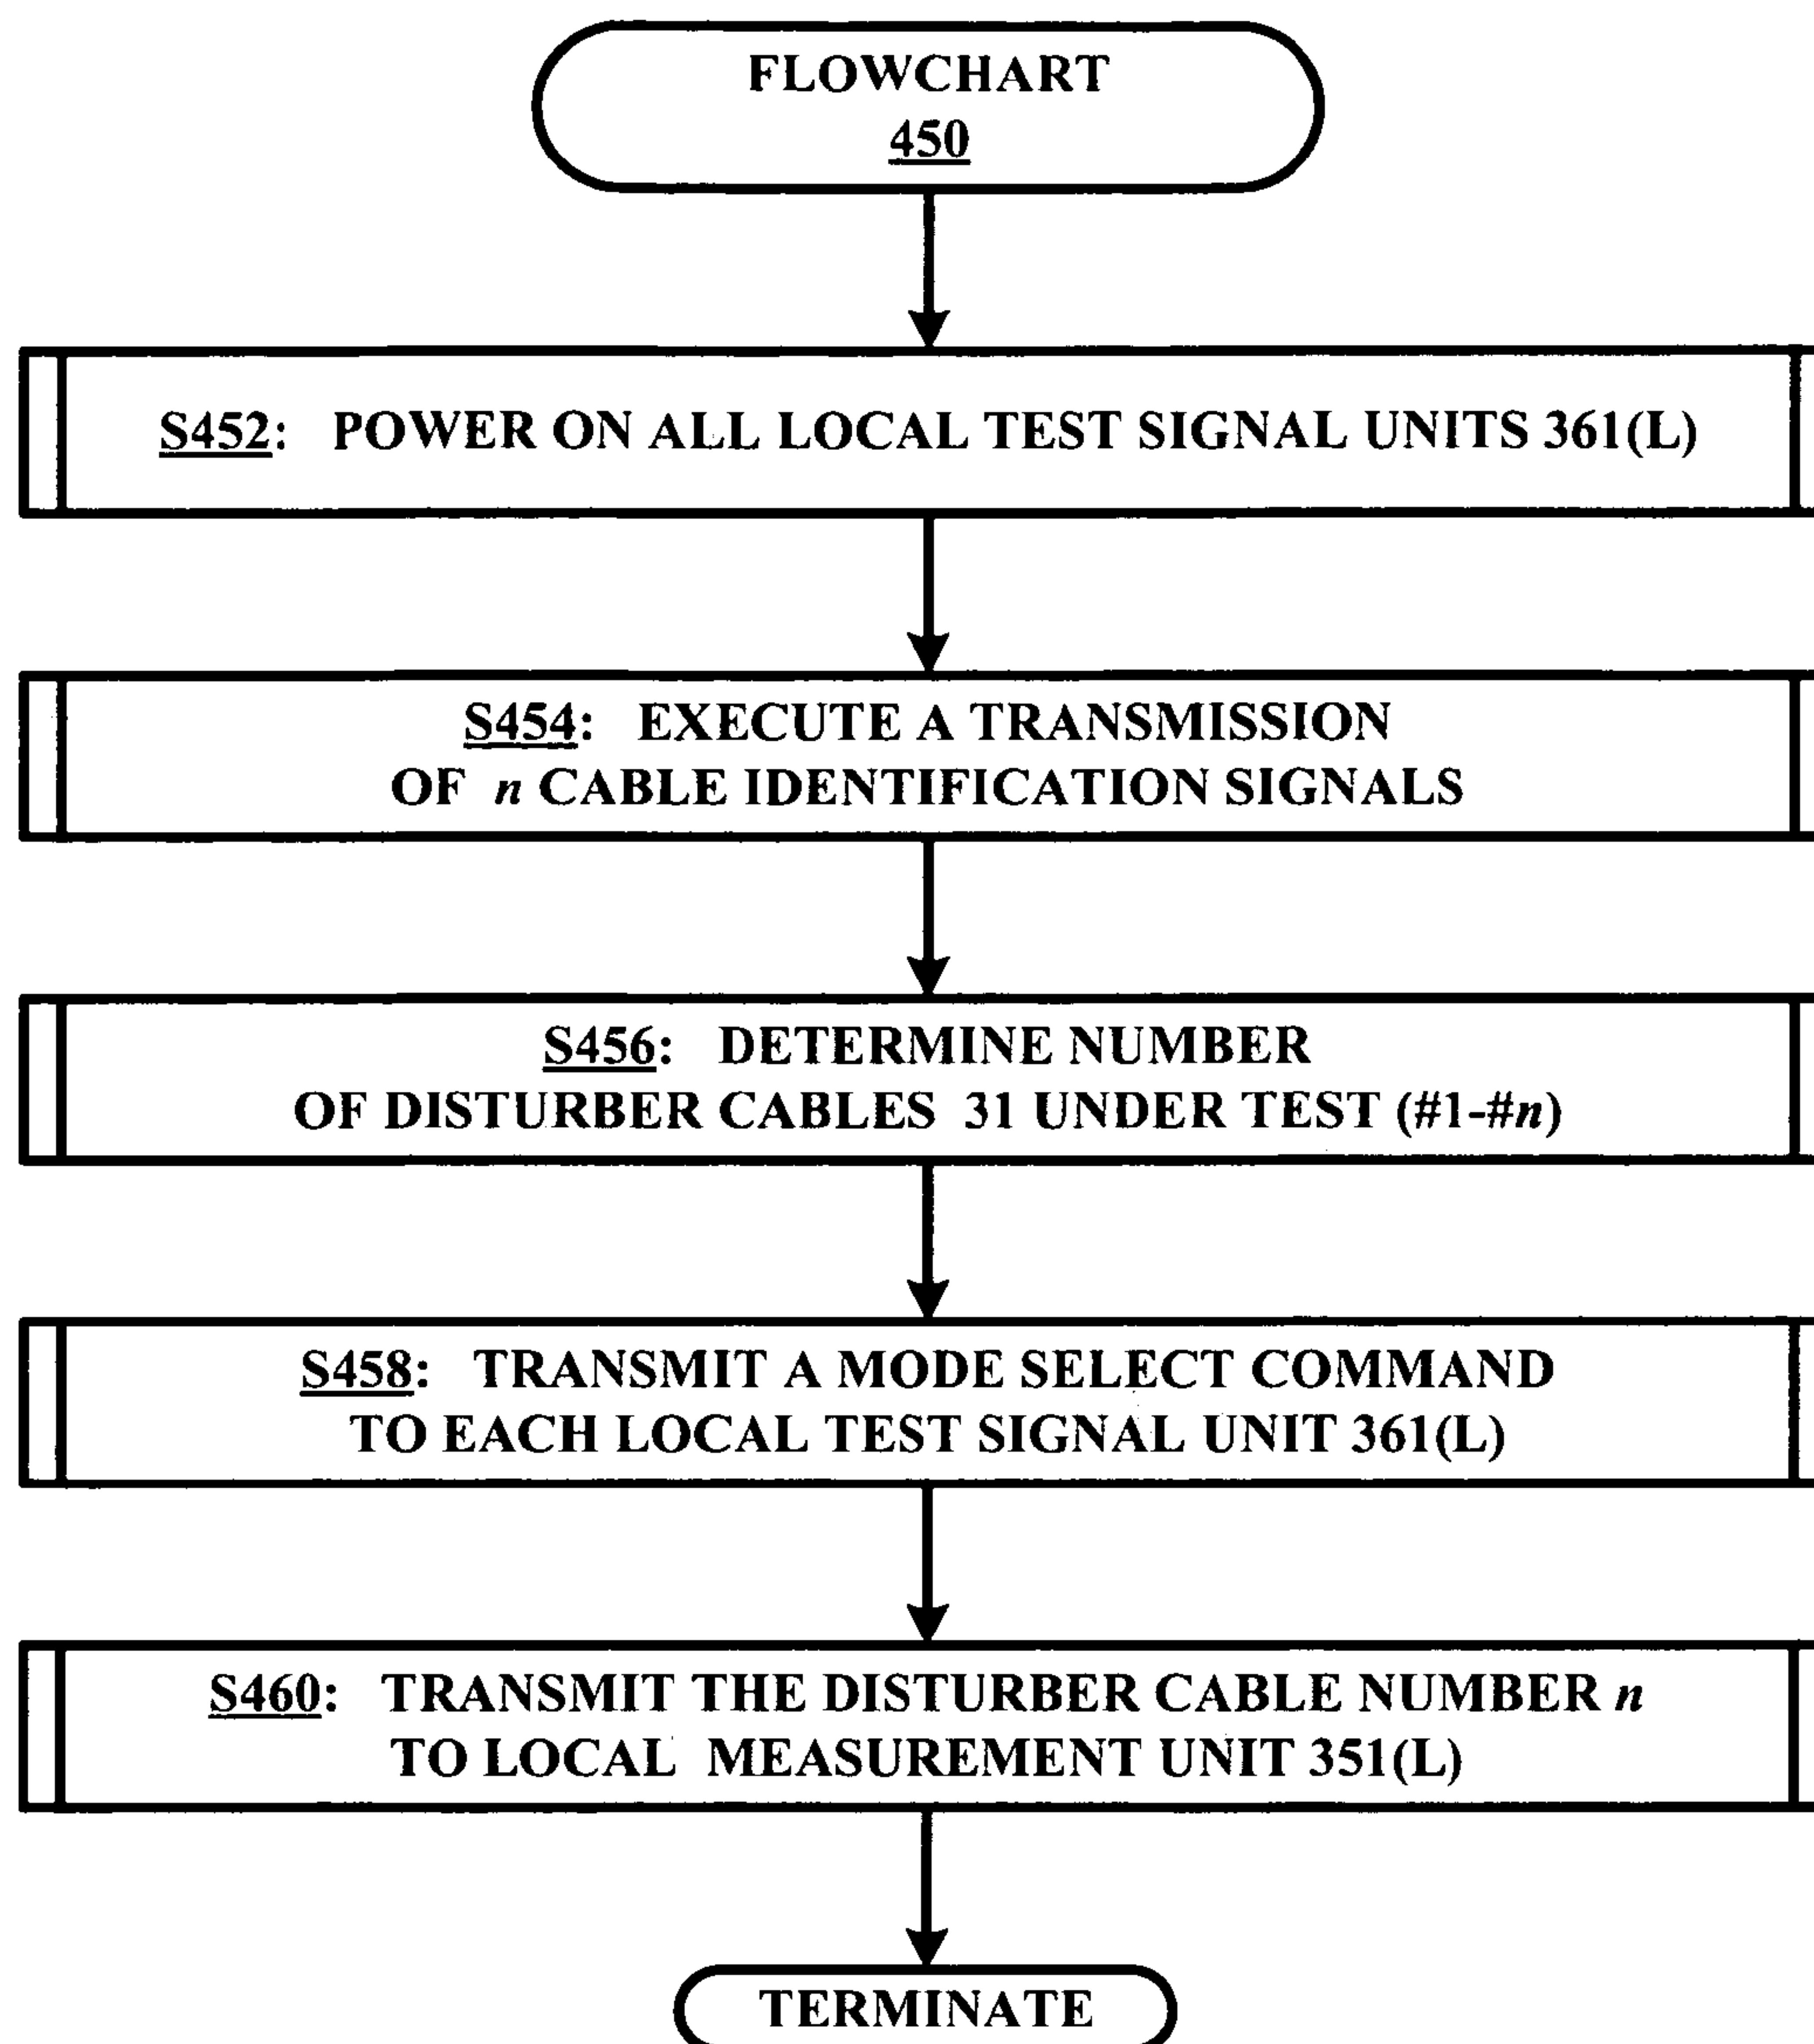 FLOWCHART
450
S452: POWER ON ALL LOCAL TEST SIGNAL UNITS 361(L)
S454: EXECUTE A TRANSMISSION
OF n CABLE IDENTIFICATION SIGNALS
S456: DETERMINE NUMBER
OF DISTURBER CABLES 31 UNDER TEST (#1-#n)
S458: TRANSMIT A MODE SELECT COMMAND
TO EACH LOCAL TEST SIGNAL UNIT 361(L)
S460: TRANSMIT THE DISTURBER CABLE NUMBER n
TO LOCAL MEASUREMENT UNIT 351(L)
TERMINATE